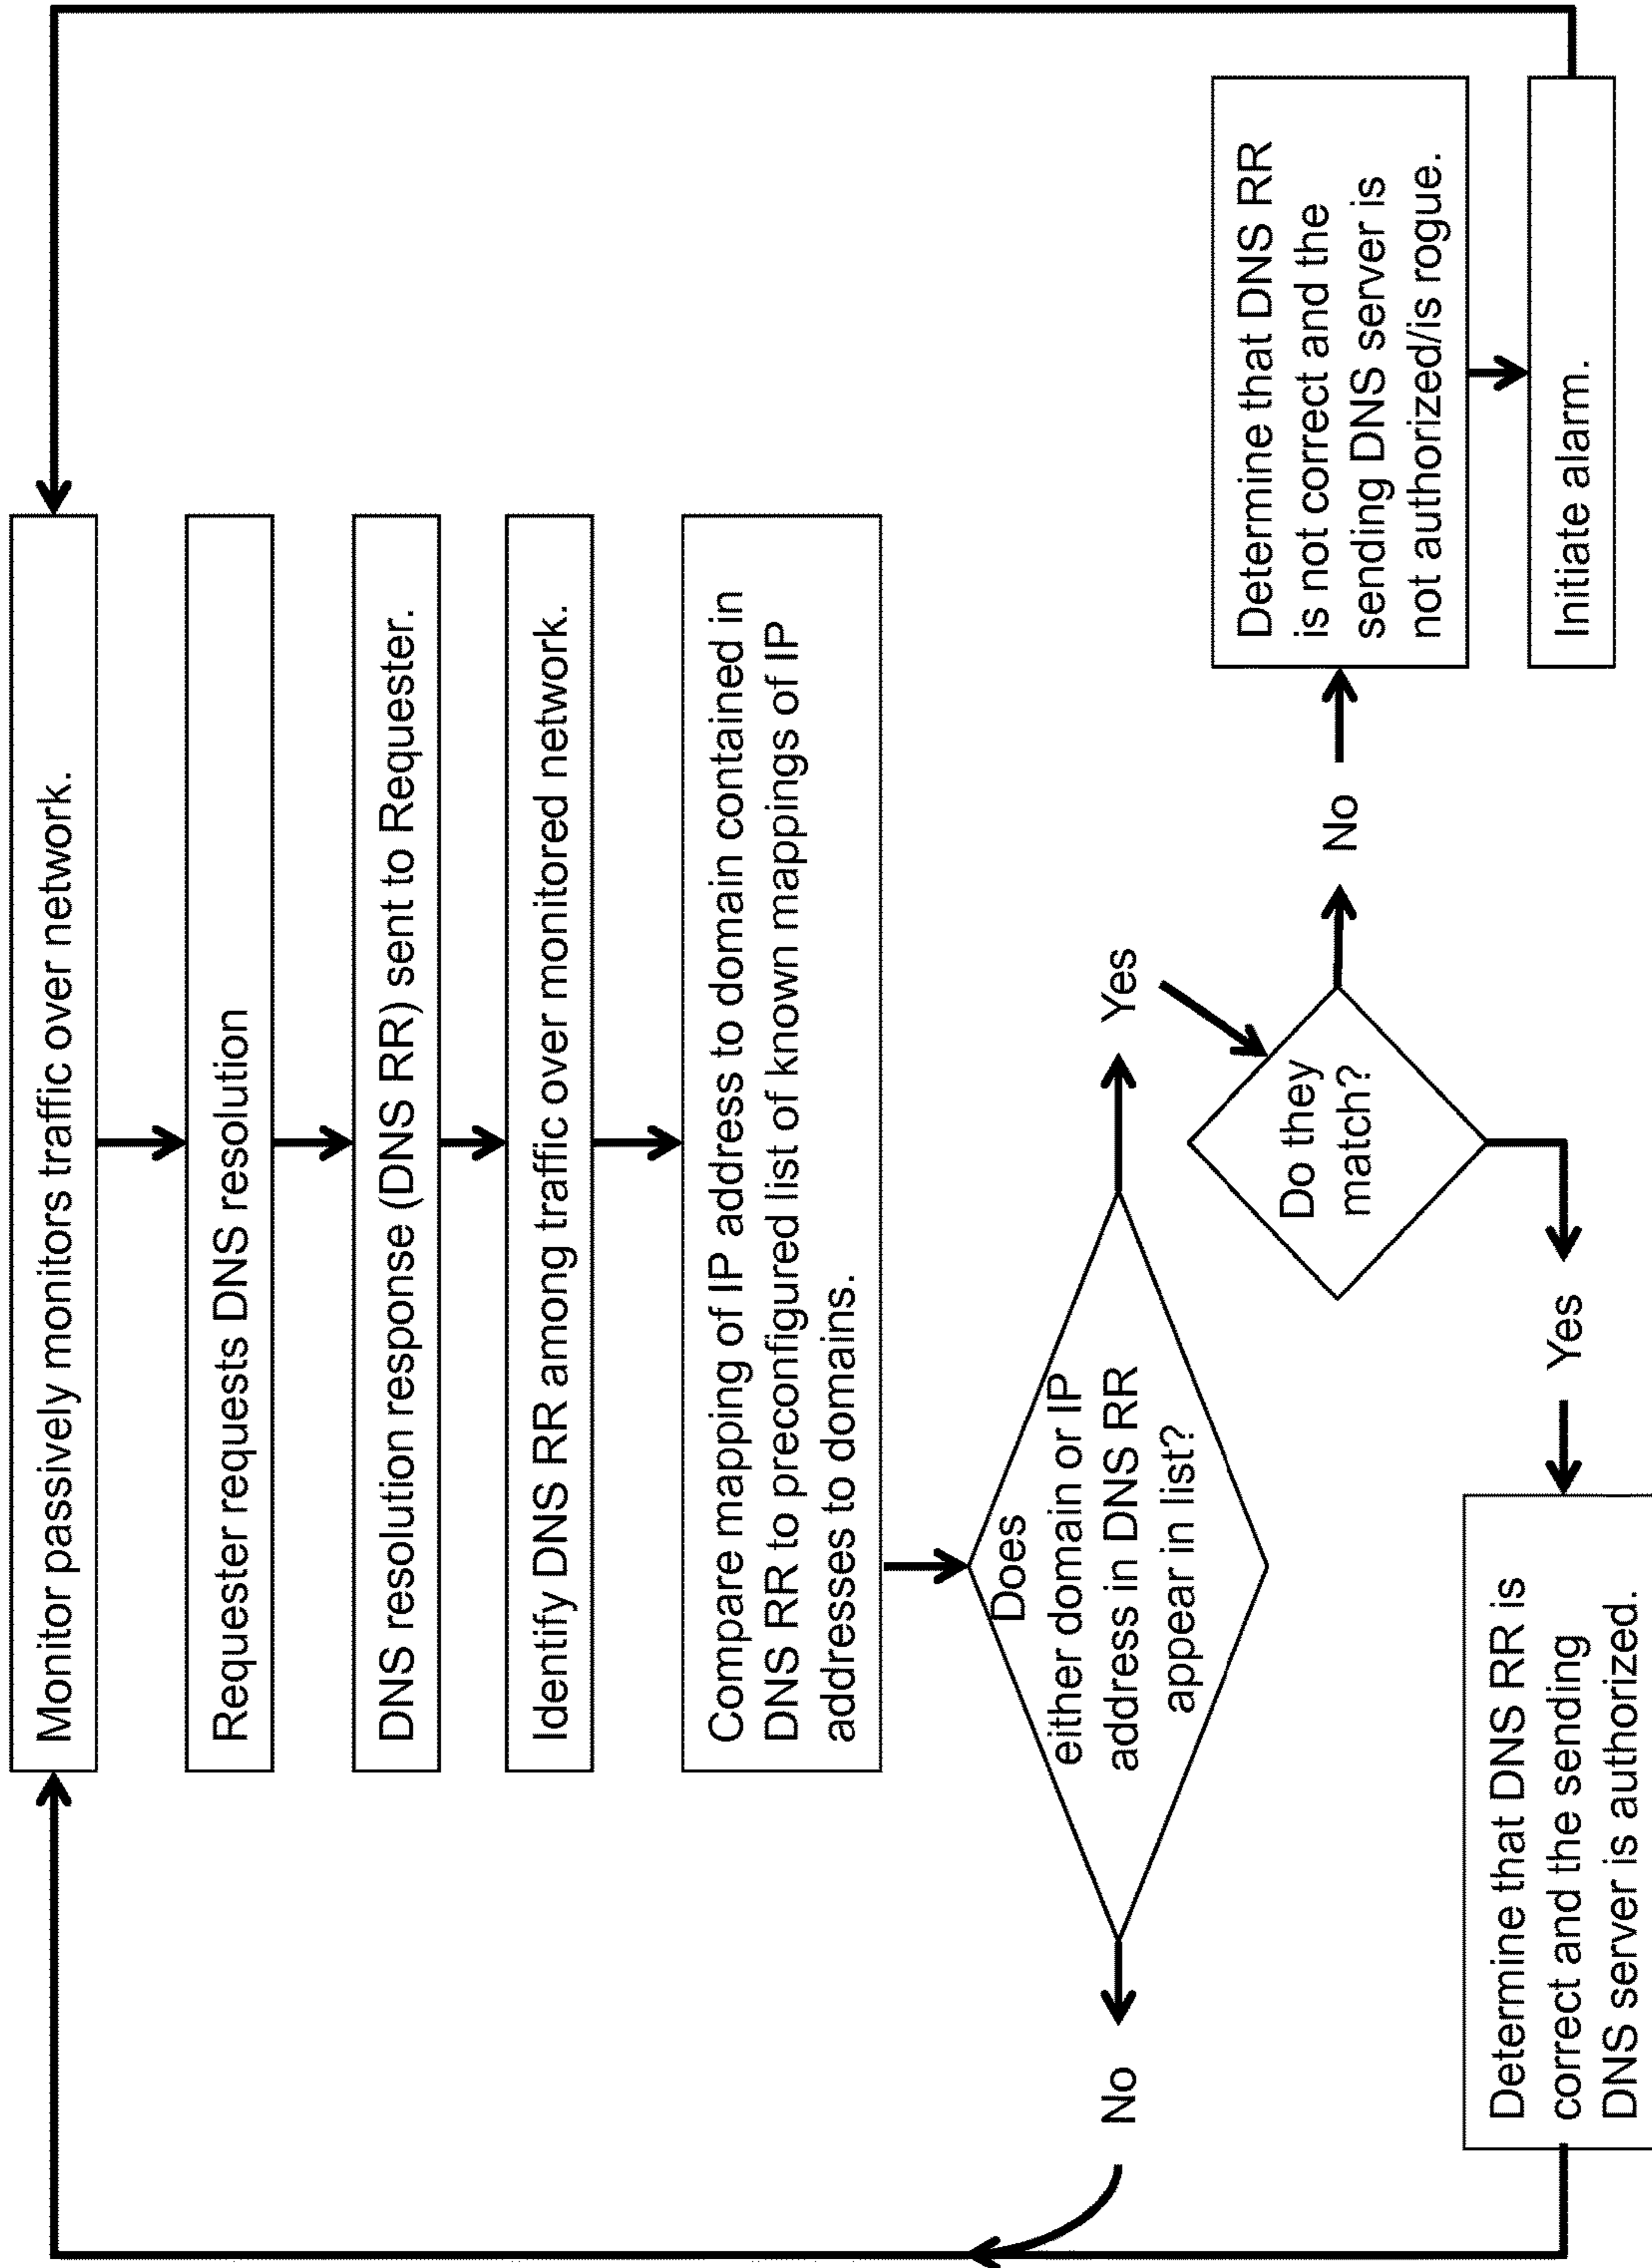 Monitor passively monitors traffic over network.
Requester requests DNS resolution
DNS resolution response (DNS RR) sent to Requester.
Identify DNS RR among traffic over monitored network.
Compare mapping of IP address to domain contained in
DNS RR to preconfigured list of known mappings of IP
addresses to domains.
Does
either domain or IP
address in DNS RR
appear in list?
No
Yes
Do they
match?
No
Determine that DNS RR
is not correct and the
sending DNS server is
not authorized/is rogue.
Initiate alarm.
Yes
Determine that DNS RR is
correct and the sending
DNS server is authorized.